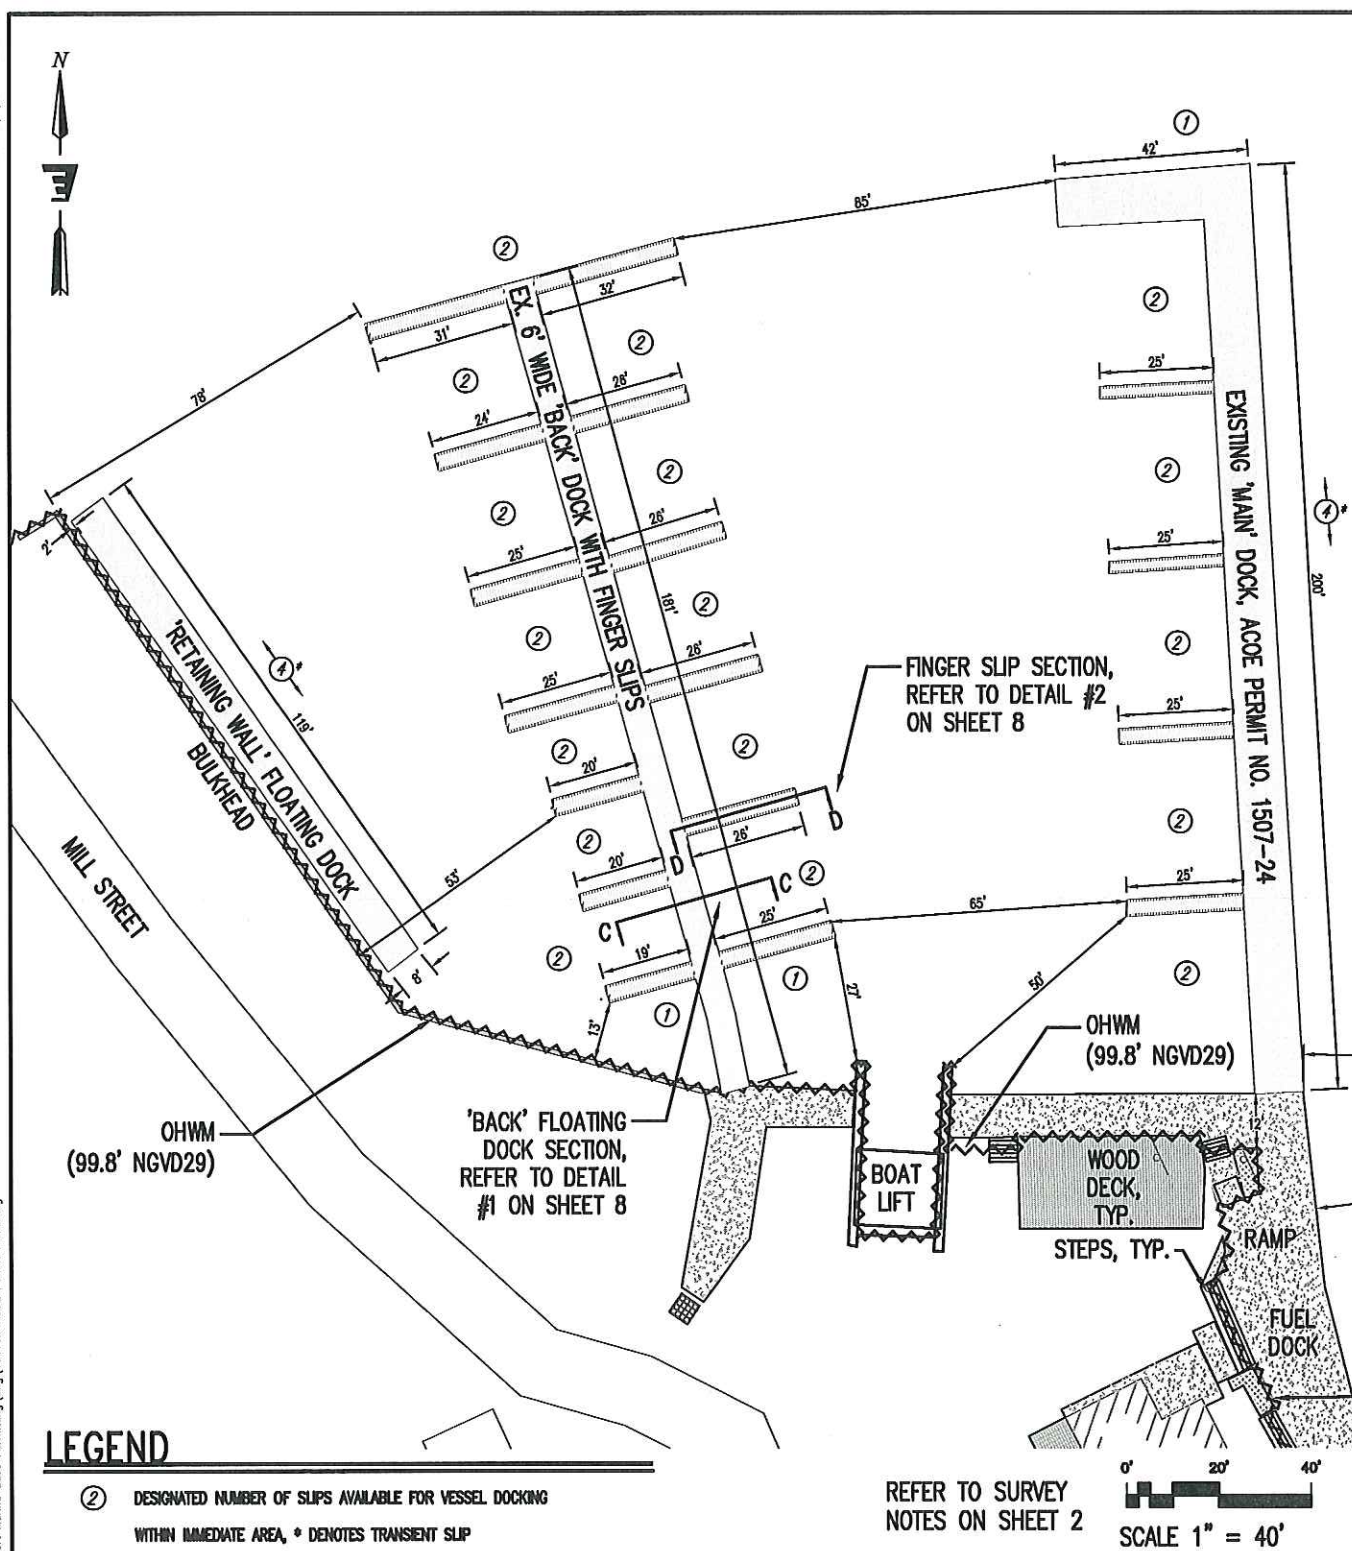 N
1
42'
85'
2
32'
31'
78'
EX. 6' WIDE 'BACK' DOCK WITH FINGER SLIPS
2
2
2
28'
24'
25'
2
2
26'
25'
2
2'
2
25'
EXISTING 'MAIN' DOCK, ACOE PERMIT NO. 1507-24
4*
200'
181'
2
2
26'
25'
2
25'
'RETAINING WALL' FLOATING DOCK
4*
119'
BULKHEAD
FINGER SLIP SECTION,
REFER TO DETAIL #2
ON SHEET 8
2
20'
2
D
D
26'
2
MILL STREET
53'
2
20'
C
C
2
25'
65'
25'
2
19'
8'
1
1
13'
27'
50'
2
OHWM
(99.8' NGVD29)
OHWM
(99.8' NGVD29)
'BACK' FLOATING
DOCK SECTION,
REFER TO DETAIL
#1 ON SHEET 8
BOAT
LIFT
12'
WOOD
DECK,
TYP.
STEPS, TYP.
RAMP
FUEL
DOCK
LEGEND
2 DESIGNATED NUMBER OF SLIPS AVAILABLE FOR VESSEL DOCKING
WITHIN IMMEDIATE AREA, * DENOTES TRANSIENT SLIP
REFER TO SURVEY
NOTES ON SHEET 2
0' 20' 40'
SCALE 1" = 40'